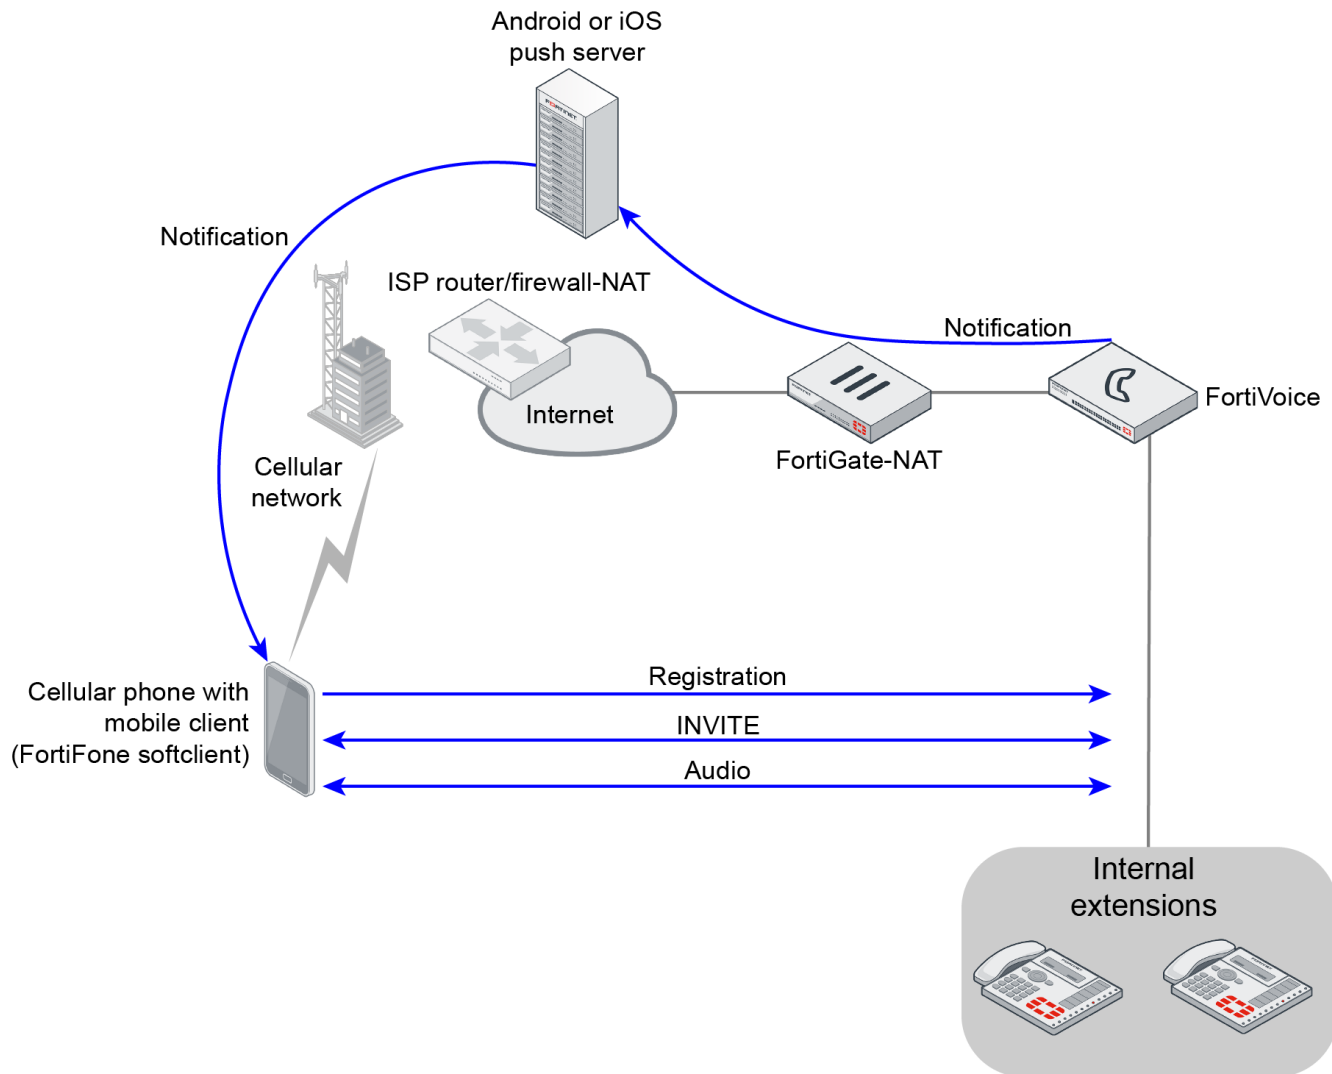 Android or iOS
push server
FORTINET
Notification
ISP router/firewall-NAT
Notification
Internet
FortiVoice
FortiGate-NAT
Cellular
network
Registration
Cellular phone with
mobile client
(FortiFone softclient)
INVITE
Audio
Internal
extensions